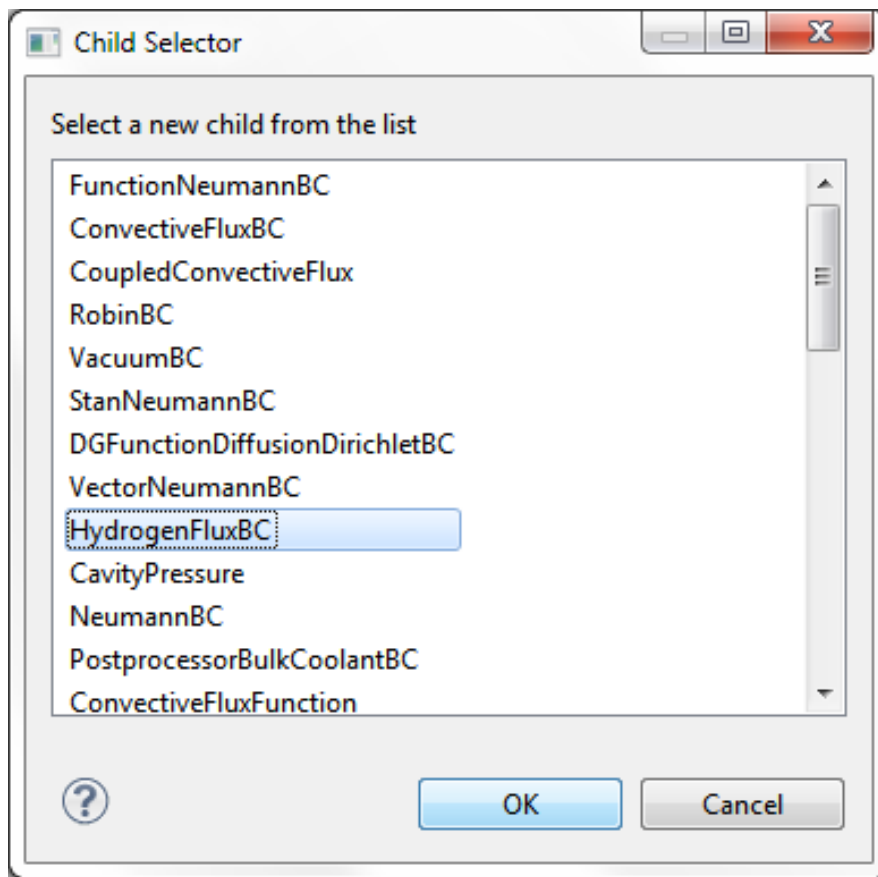 Child Selector
Select a new child from the list
FunctionNeumannBC
ConvectiveFluxBC
CoupledConvectiveFlux
RobinBC
VacuumBC
StanNeumannBC
DGFunctionDiffusionDirichletBC
VectorNeumannBC
HydrogenFluxBC
CavityPressure
NeumannBC
PostprocessorBulkCoolantBC
ConvectiveFluxFunction
?
OK Cancel